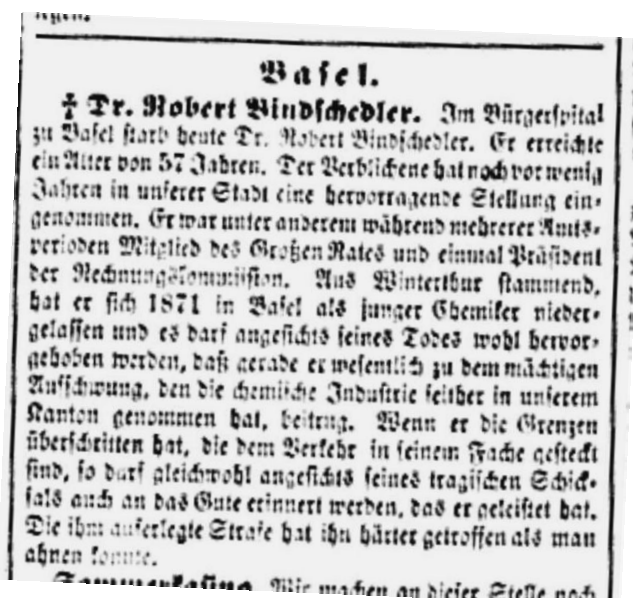 Basel.
† Dr. Robert Bindschedler. Im Bürgerspital
zu Basel starb heute Dr. Robert Bindschedler. Er erreichte
ein Alter von 57 Jahren. Der Verblichene hat noch vor wenig
Jahren in unserer Stadt eine hervorragende Stellung ein-
genommen. Er war unter anderem während mehrerer Amts-
perioden Mitglied des Großen Rates und einmal Präsident
der Rechnungskommission. Aus Winterthur stammend,
hat er sich 1871 in Basel als junger Chemiker nieder-
gelassen und es darf angesichts seines Todes wohl hervor-
gehoben werden, daß gerade er wesentlich zu dem mächtigen
Aufschwung, den die chemische Industrie seither in unserem
Kanton genommen hat, beitrug. Wenn er die Grenzen
überschritten hat, die dem Verkehr in seinem Fache gesteckt
sind, so darf gleichwohl angesichts seines tragischen Schick-
sals auch an das Gute erinnert werden, das er geleistet hat.
Die ihm auferlegte Strafe hat ihn härter getroffen als man
ahnen konnte.
Sommerkasino. Wir machen an dieser Stelle noch